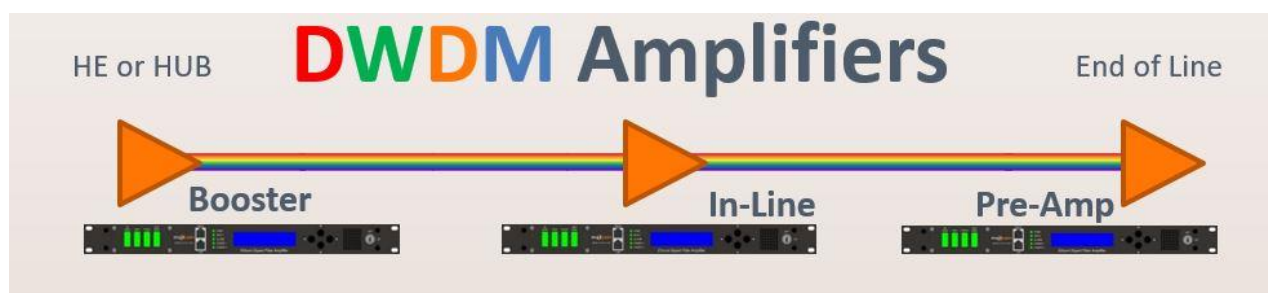 DWDM Amplifiers
HE or HUB
End of Line
Booster
In-Line
Pre-Amp